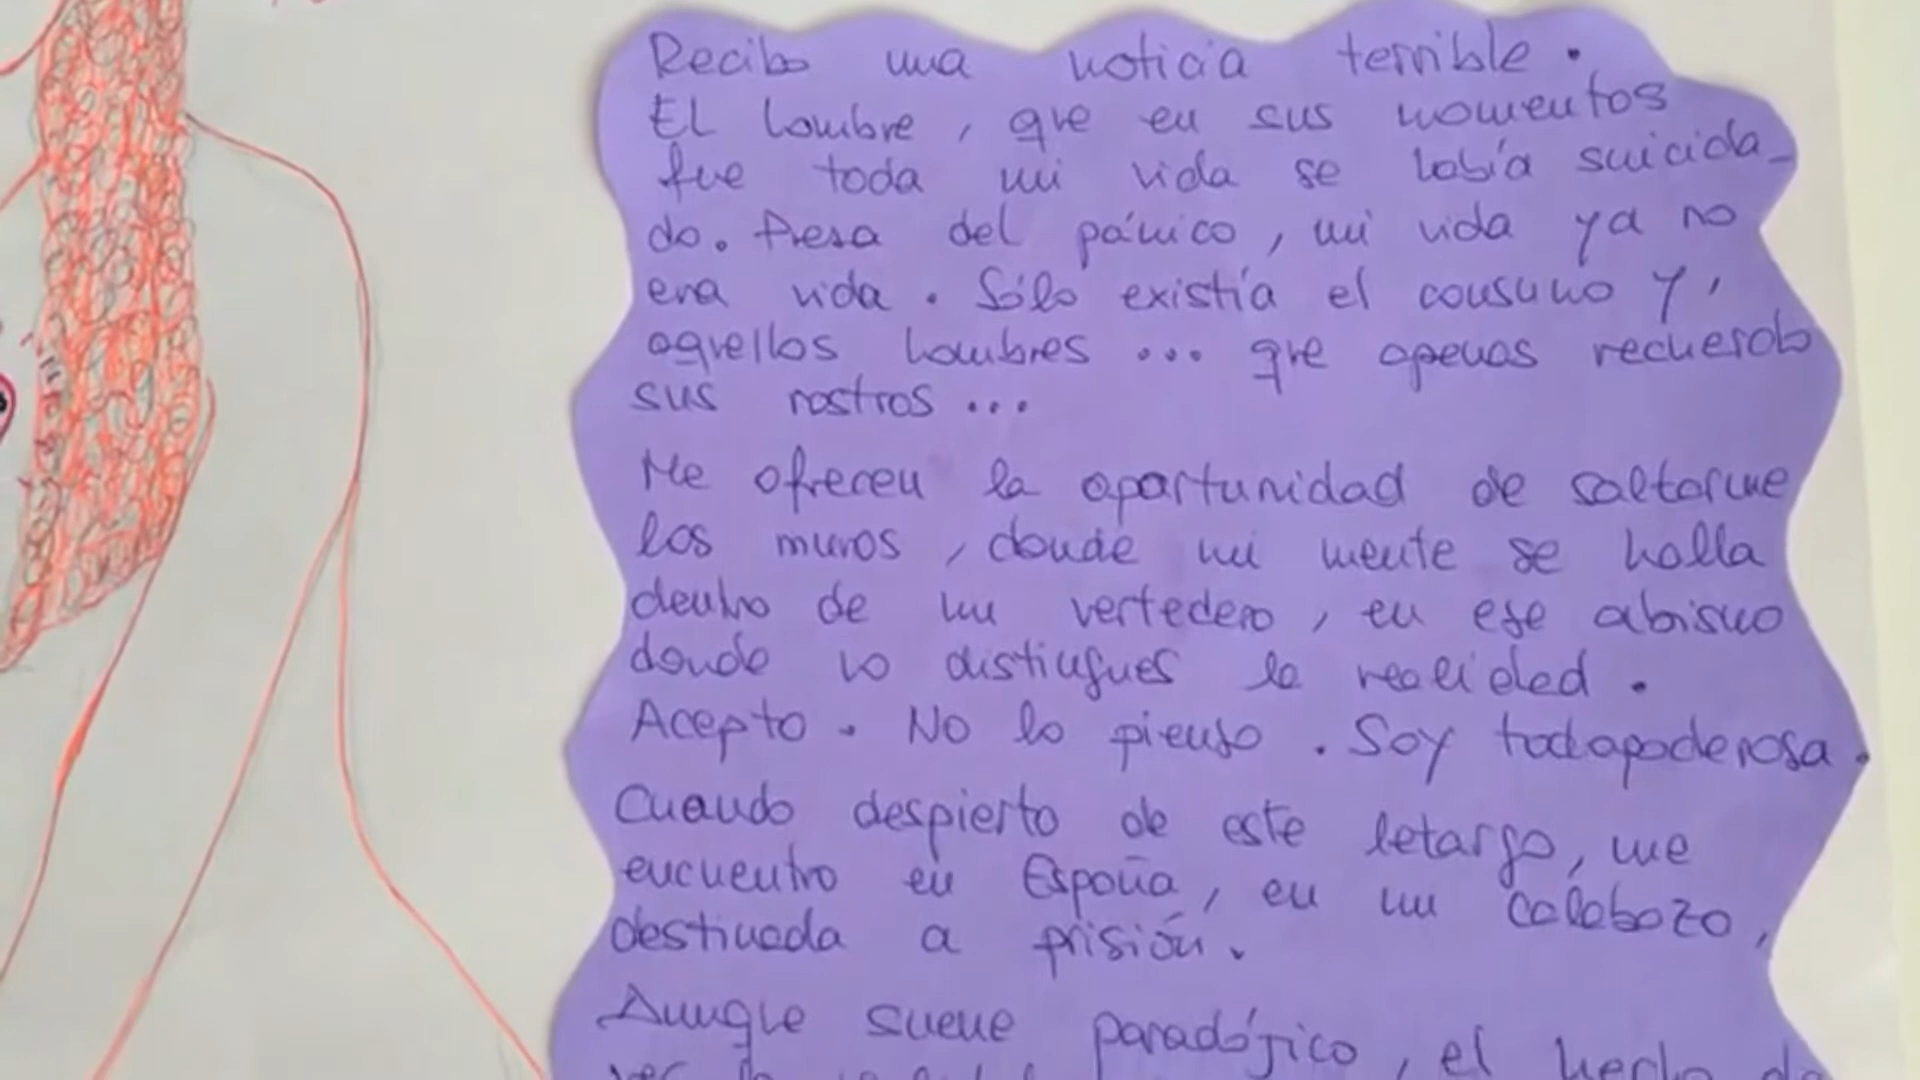 Recibo una noticia terrible.
El hombre, que en sus momentos
fue toda mi vida se había suicida-
do. Presa del pánico, mi vida ya no
era vida. Sólo existía el consumo y,
aquellos hombres ... que apenas recuerdo
sus rostros ...
Me ofrecen la oportunidad de saltarme
los muros, donde mi mente se halla
dentro de un vertedero, en ese abismo
donde no distingues la realidad.
Acepto. No lo pienso. Soy todapoderosa.
Cuando despierto de este letargo, me
encuentro en España, en un calabozo,
destinada a prisión.
Aunque suene paradójico, el hecho de